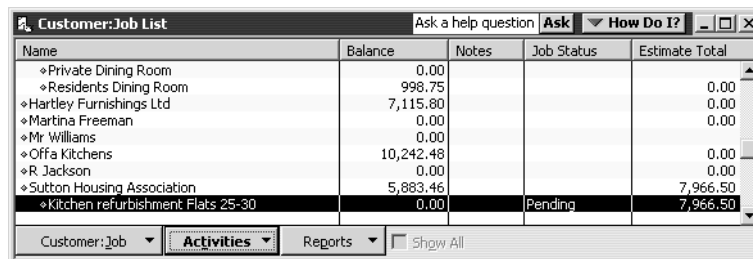 Customer:Job List Ask a help question Ask How Do I?
Name Balance Notes Job Status Estimate Total
Private Dining Room 0.00
Residents Dining Room 998.75 0.00
Hartley Furnishings Ltd 7,115.80 0.00
Martina Freeman 0.00 0.00
Mr Williams 0.00
Offa Kitchens 10,242.48 0.00
R Jackson 0.00 0.00
Sutton Housing Association 5,883.46 7,966.50
Kitchen refurbishment Flats 25-30 0.00 Pending 7,966.50
Customer:Job Activities Reports Show All